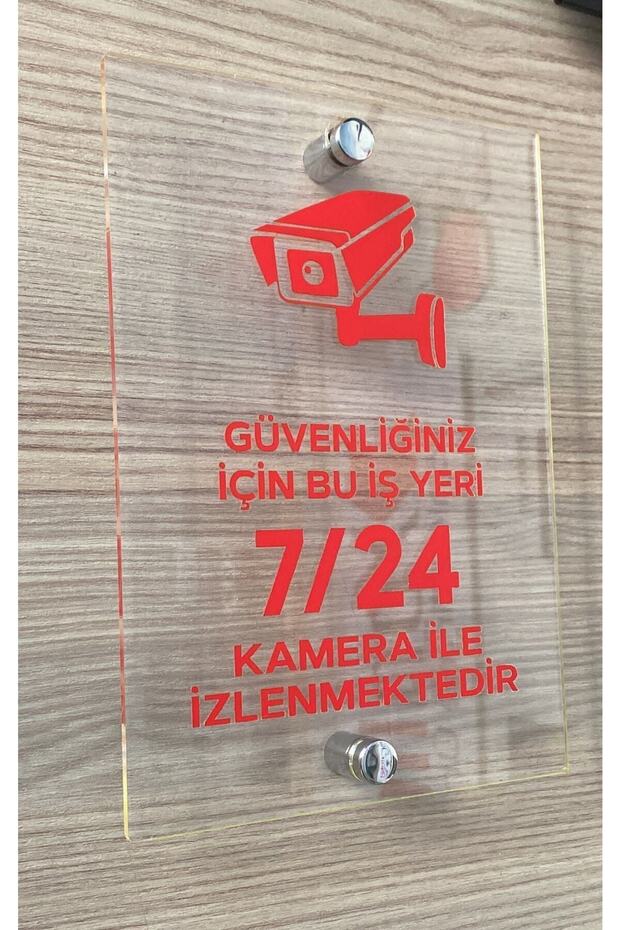 GÜVENLİĞİNİZ
İÇİN BU İŞ YERİ
7/24
KAMERA İLE
İZLENMEKTEDİR